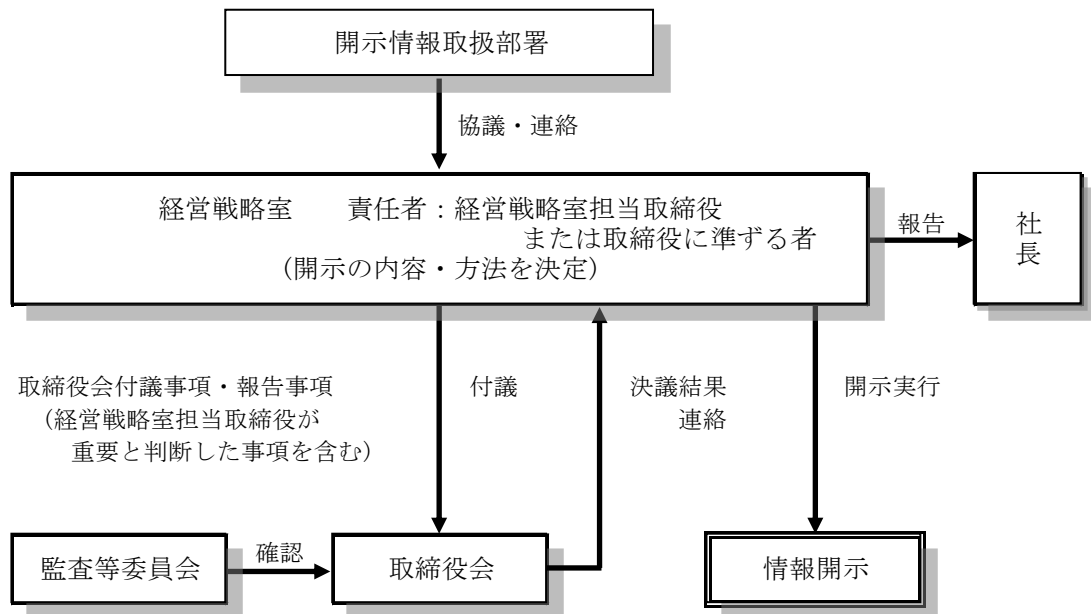 開示情報取扱部署
協議・連絡
経営戦略室　　責任者：経営戦略室担当取締役
または取締役に準ずる者
（開示の内容・方法を決定）
報告
社
長
取締役会付議事項・報告事項
（経営戦略室担当取締役が
重要と判断した事項を含む）
付議
決議結果
連絡
開示実行
監査等委員会
確認
取締役会
情報開示